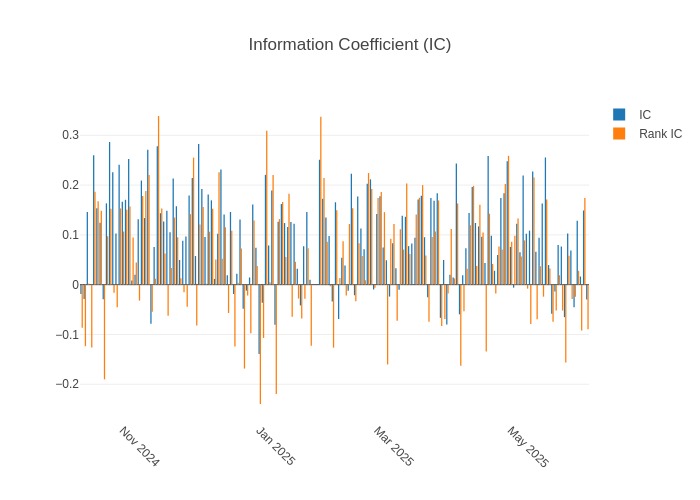 Information Coefficient (IC)
IC
Rank IC
0.3
0.2
0.1
0
−0.1
−0.2
Nov 2024
Jan 2025
Mar 2025
May 2025